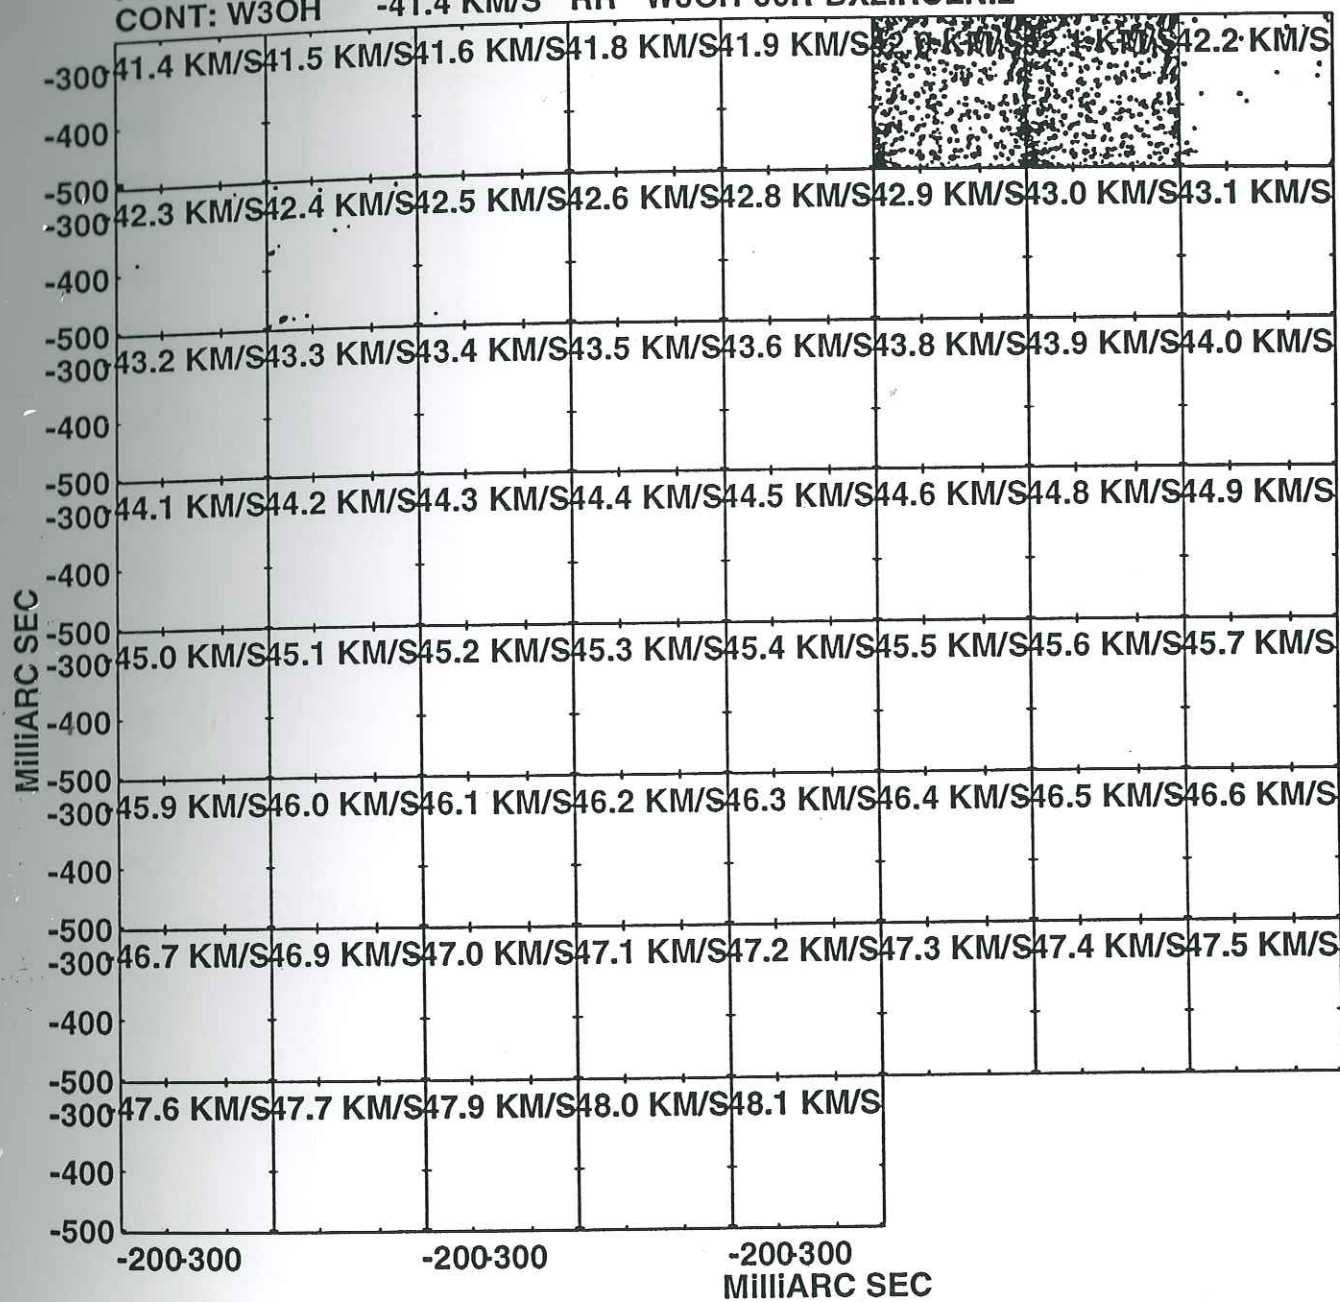 CONT: W3OH -41.4 KM/S RR
-300 41.4 KM/S 41.5 KM/S 41.6 KM/S 41.8 KM/S 41.9 KM/S 42.2 KM/S
-400
-500
-300 42.3 KM/S 42.4 KM/S 42.5 KM/S 42.6 KM/S 42.8 KM/S 42.9 KM/S 43.0 KM/S 43.1 KM/S
-400
-500
-300 43.2 KM/S 43.3 KM/S 43.4 KM/S 43.5 KM/S 43.6 KM/S 43.8 KM/S 43.9 KM/S 44.0 KM/S
-400
-500
-300 44.1 KM/S 44.2 KM/S 44.3 KM/S 44.4 KM/S 44.5 KM/S 44.6 KM/S 44.8 KM/S 44.9 KM/S
-400
-500
-300 45.0 KM/S 45.1 KM/S 45.2 KM/S 45.3 KM/S 45.4 KM/S 45.5 KM/S 45.6 KM/S 45.7 KM/S
-400
-500
-300 45.9 KM/S 46.0 KM/S 46.1 KM/S 46.2 KM/S 46.3 KM/S 46.4 KM/S 46.5 KM/S 46.6 KM/S
-400
-500
-300 46.7 KM/S 46.9 KM/S 47.0 KM/S 47.1 KM/S 47.2 KM/S 47.3 KM/S 47.4 KM/S 47.5 KM/S
-400
-500
-300 47.6 KM/S 47.7 KM/S 47.9 KM/S 48.0 KM/S 48.1 KM/S
-400
-500
MilliARC SEC
-200-300 -200-300 -200-300
MilliARC SEC